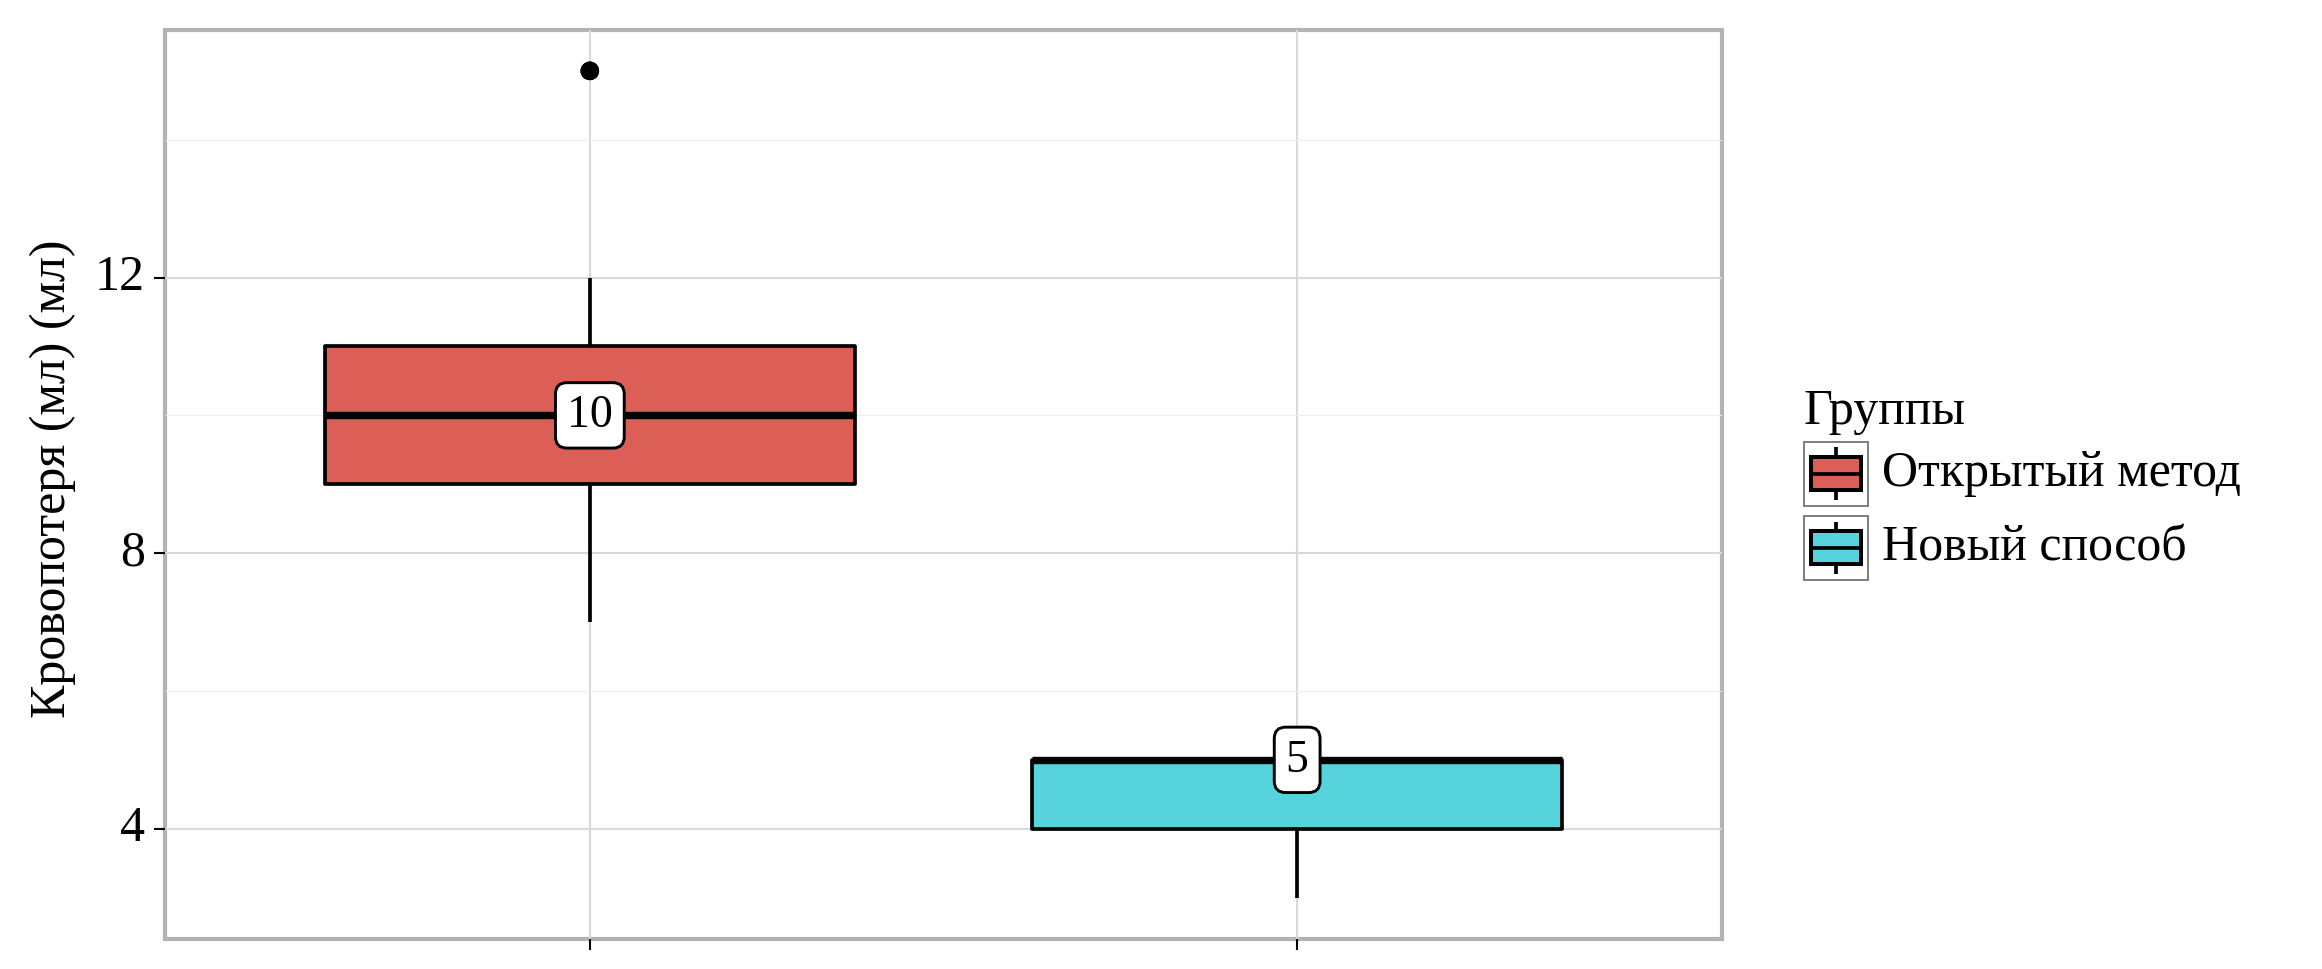 Кровопотеря (мл) (мл)
12
8
4
10
5
Группы
Открытый метод
Новый способ